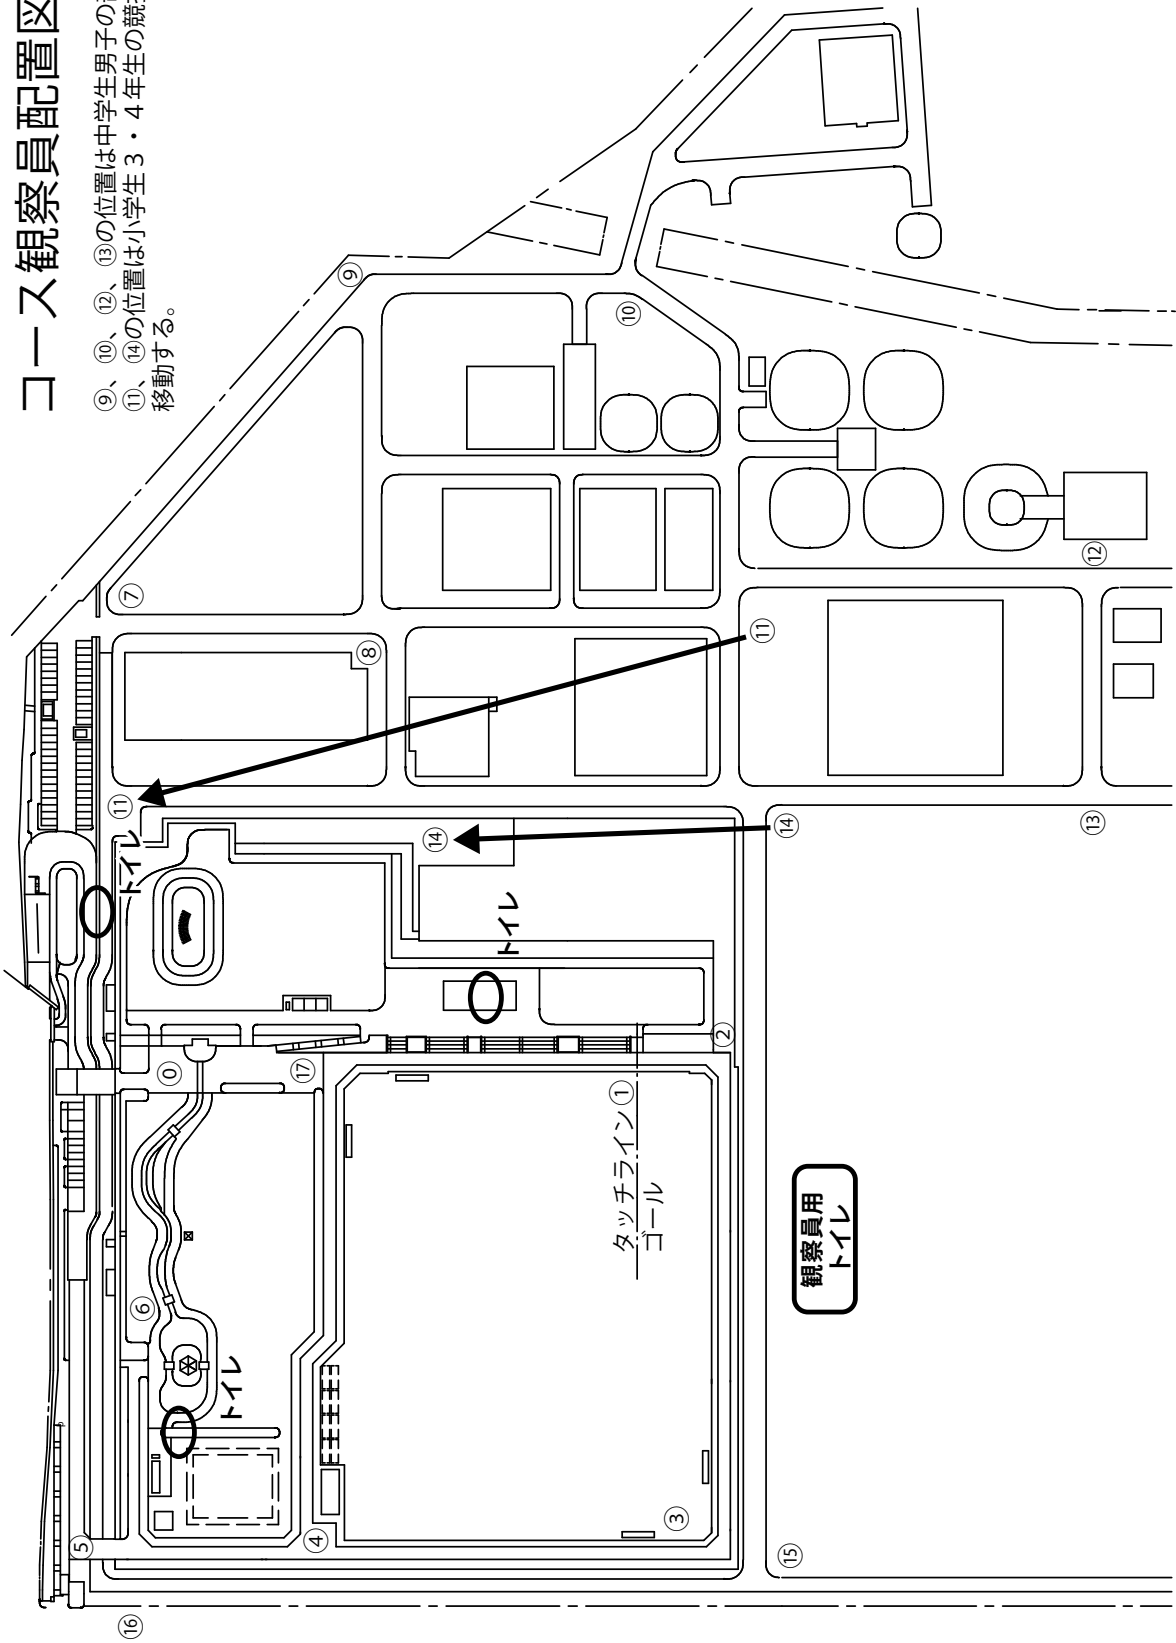 コース観察員配置図
⑨、⑩、⑫、⑬の位置は中学生男子の
⑪、⑭の位置は小学生３・４年生の競
移動する。
⑤
⑯
トイレ
⑪
⑦
⑥
⓪
トイレ
④
⑰
⑨
⑧
⑭
トイレ
タッチライン①
ゴール
⑩
③
②
⑪
⑮
⑭
観察員用
トイレ
⑬
⑫